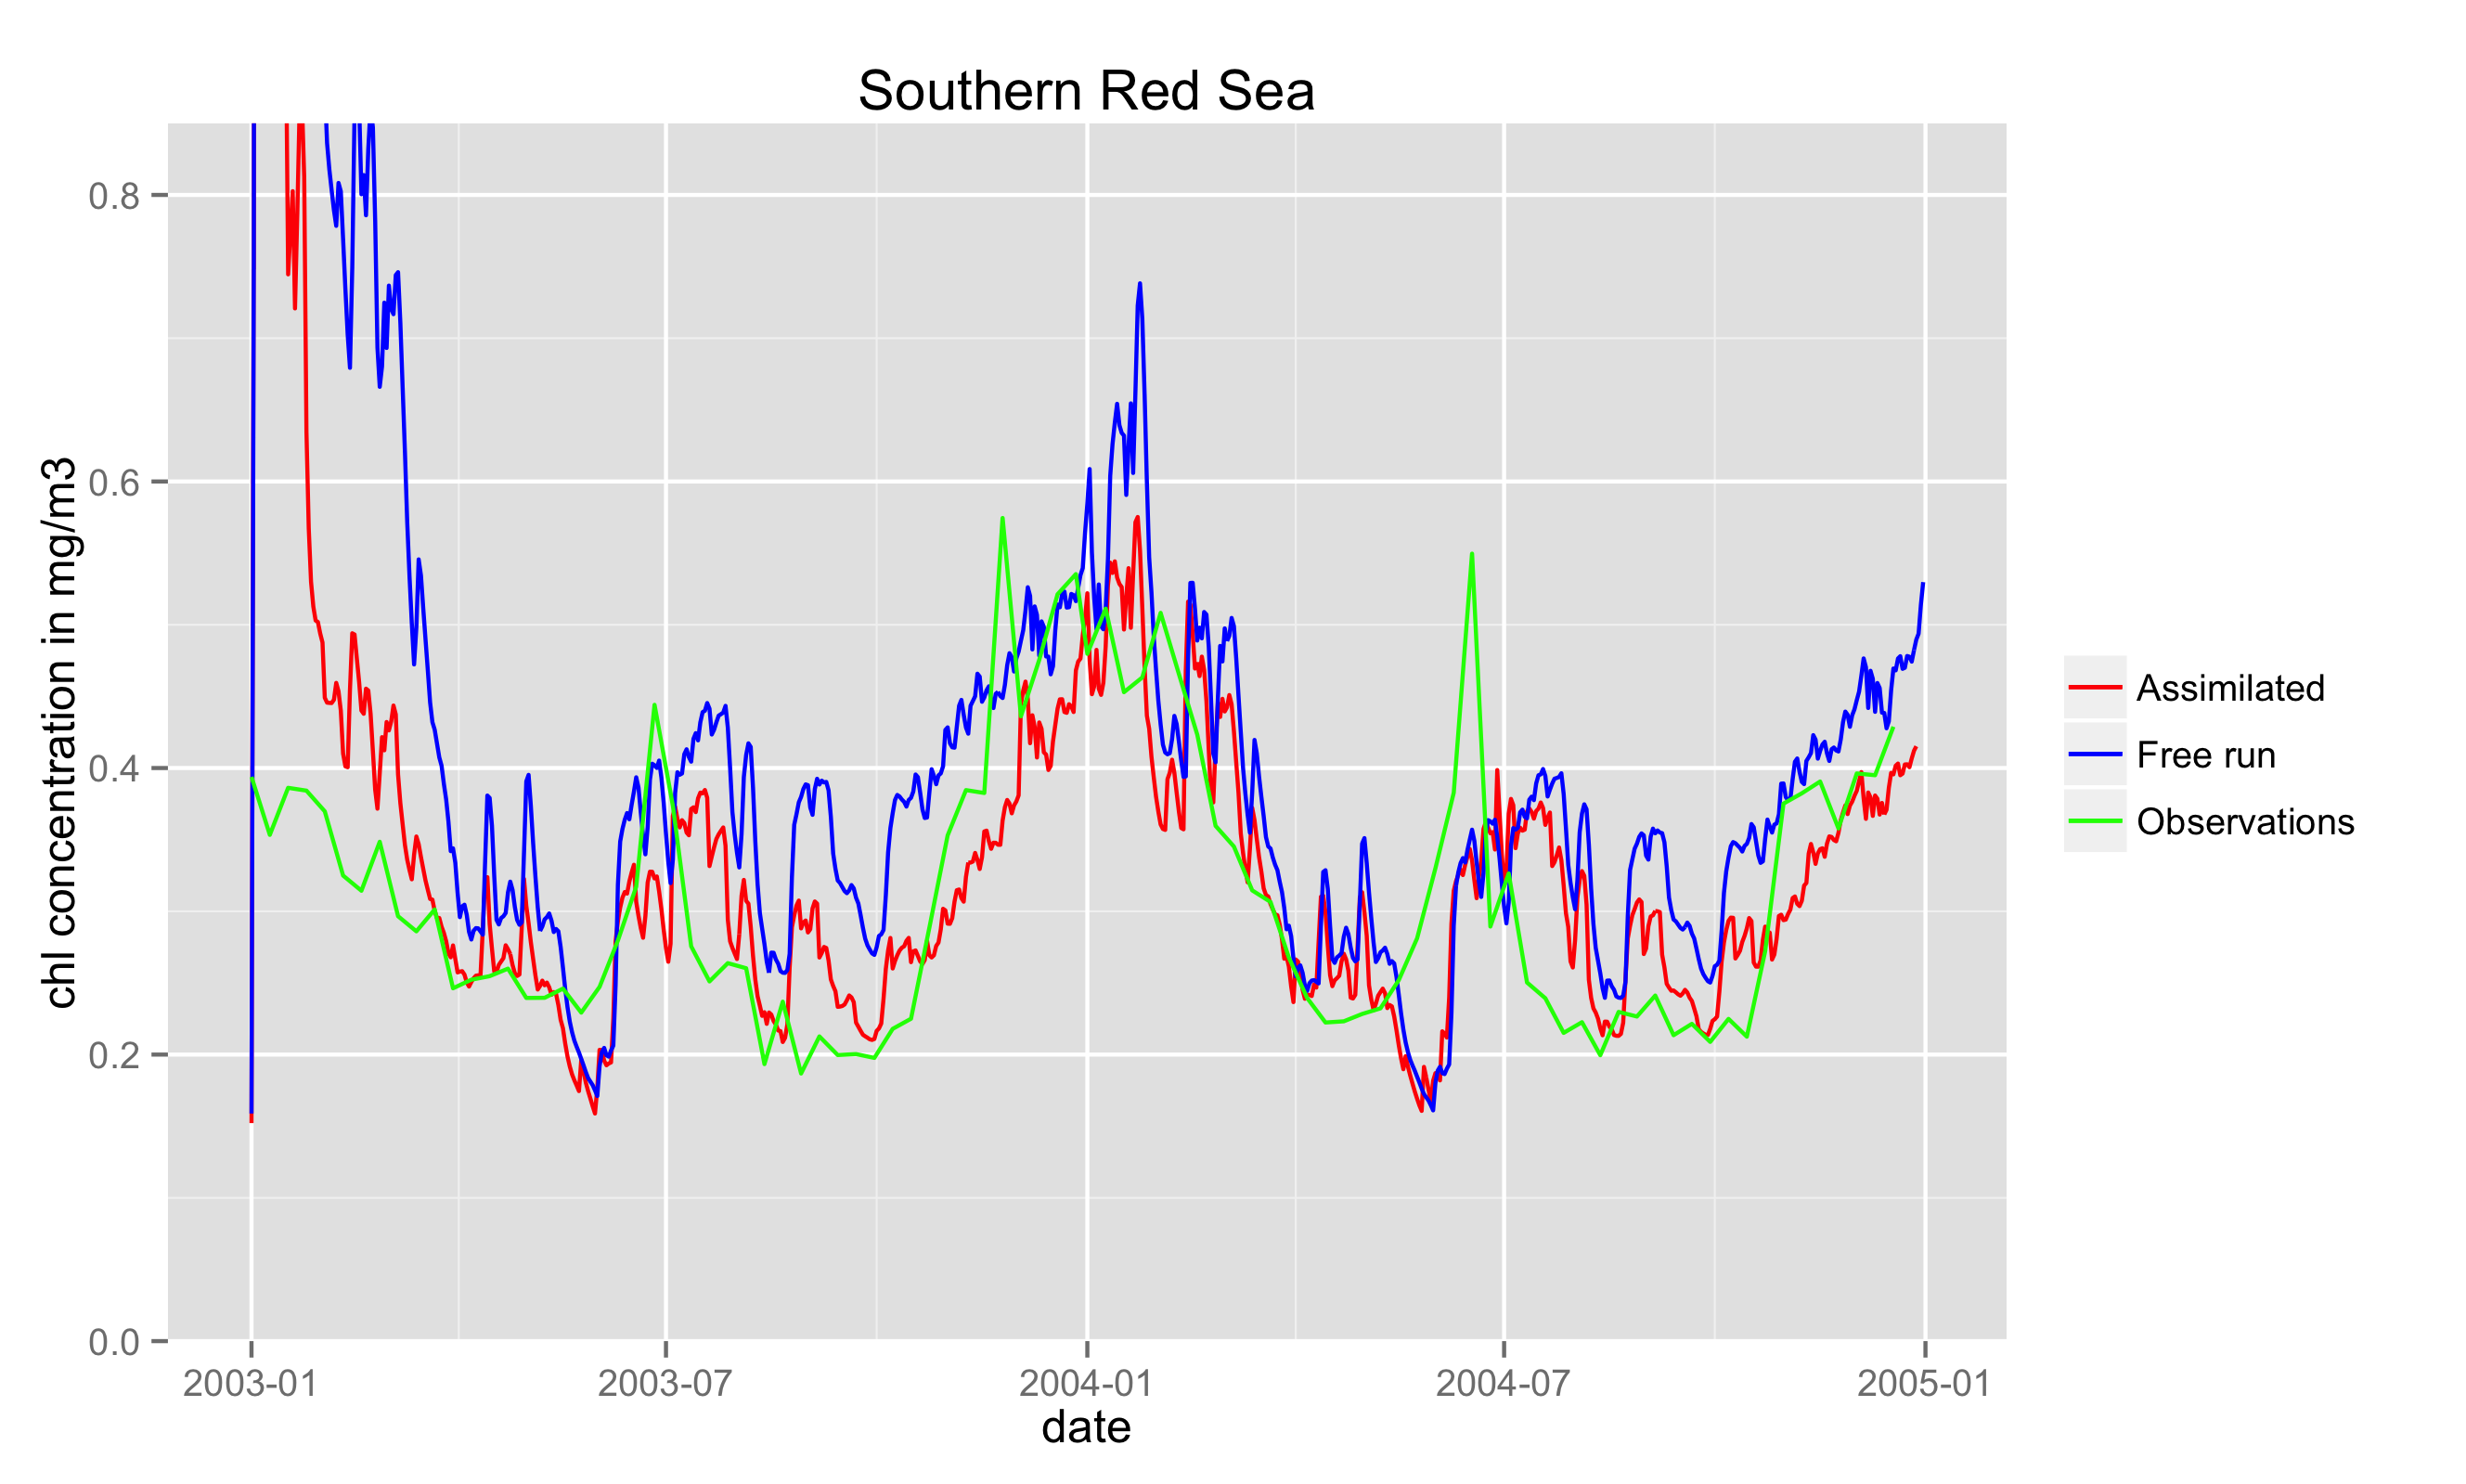 Southern Red Sea
chl concentration in mg/m3
0.8
0.6
0.4
0.2
0.0
2003-01
2003-07
2004-01
2004-07
2005-01
date
Assimilated
Free run
Observations